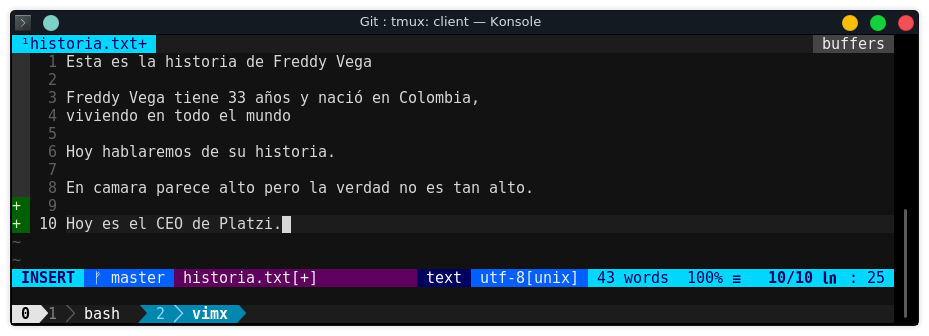 Git : tmux: client — Konsole
¹historia.txt+ buffers
1 Esta es la historia de Freddy Vega
2
3 Freddy Vega tiene 33 años y nació en Colombia,
4 viviendo en todo el mundo
5
6 Hoy hablaremos de su historia.
7
8 En camara parece alto pero la verdad no es tan alto.
+ 9
+ 10 Hoy es el CEO de Platzi.
~
~
INSERT ᚠ master historia.txt[+] text utf-8[unix] 43 words 100% ≡ 10/10 ㏑ : 25
0 1 bash 2 vimx